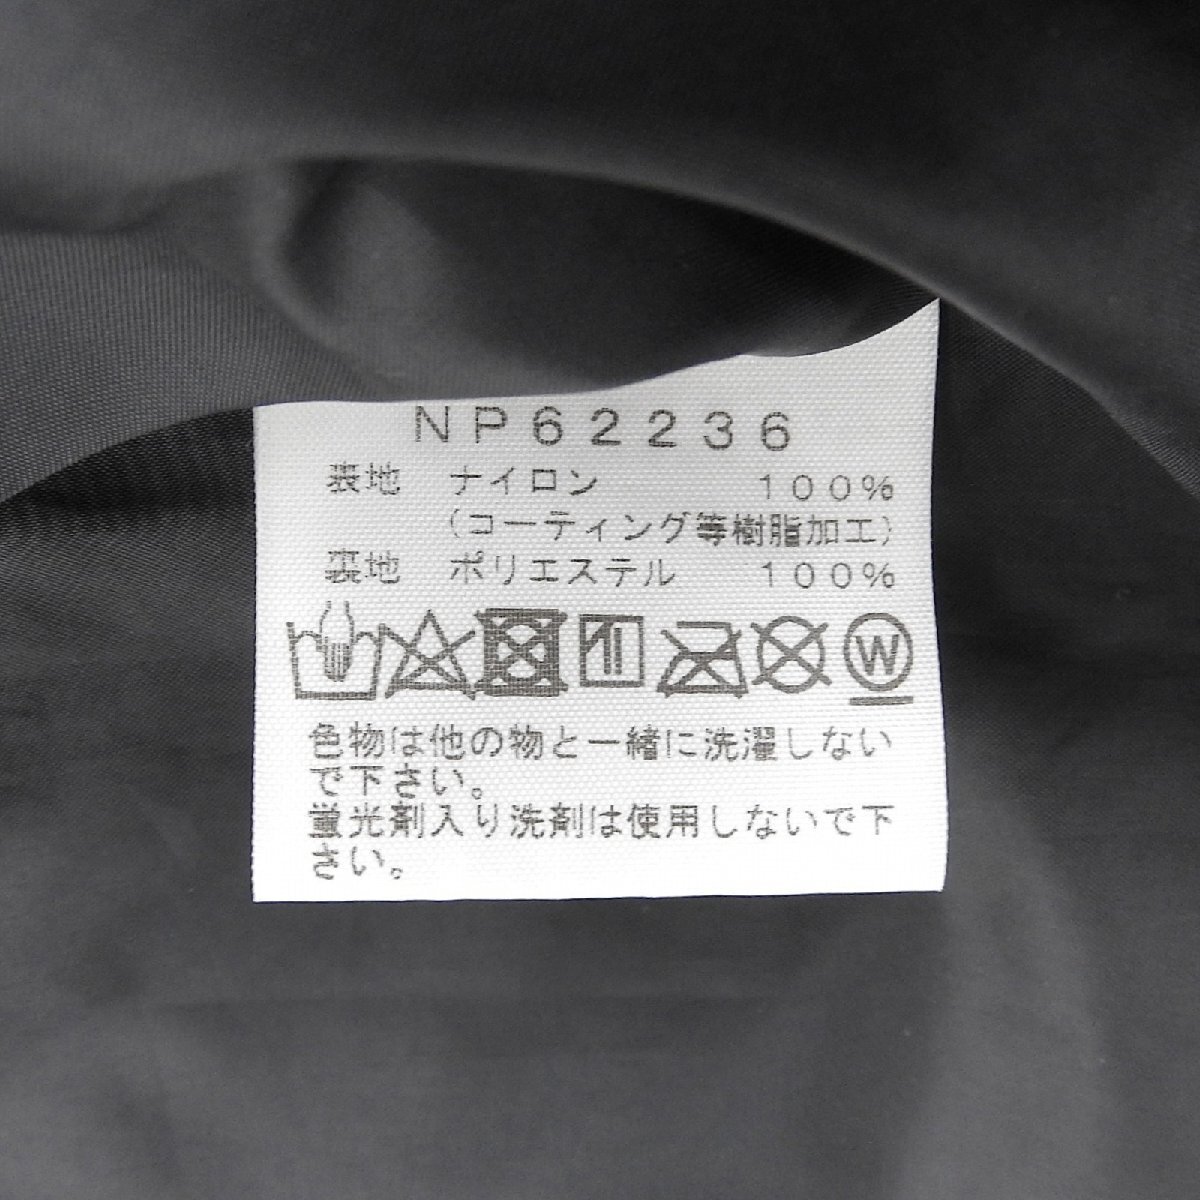 NP62236
表地 ナイロン 100%
(コーティング等樹脂加工)
裏地 ポリエステル 100%
W
色物は他の物と一緒に洗濯しない
で下さい。
蛍光剤入り洗剤は使用しないで下
さい。